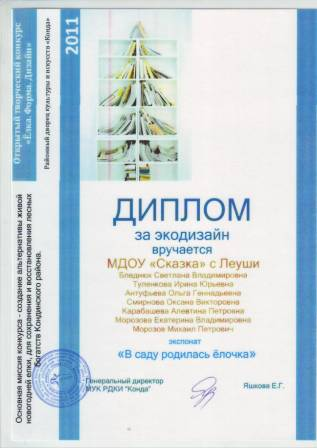 Открытый творческий конкурс
«Ёлка. Форма. Дизайн»
Районный дворец культуры и искусств «Конда»
2011
Основная миссия конкурса - создание альтернативы живой
новогодней елки, для сохранения и восстановления лесных
богатств Кондинского района.
ДИПЛОМ
за экодизайн
вручается
МДОУ «Сказка» с Леуши
Бледнюк Светлана Владимировна
Туленкова Ирина Юрьевна
Антуфьева Ольга Геннадьевна
Смирнова Оксана Викторовна
Карабашева Алевтина Петровна
Морозова Екатерина Владимировна
Морозов Михаил Петрович
экспонат
«В саду родилась ёлочка»
Генеральный директор
МУК РДКИ "Конда"
Яшкова Е.Г.